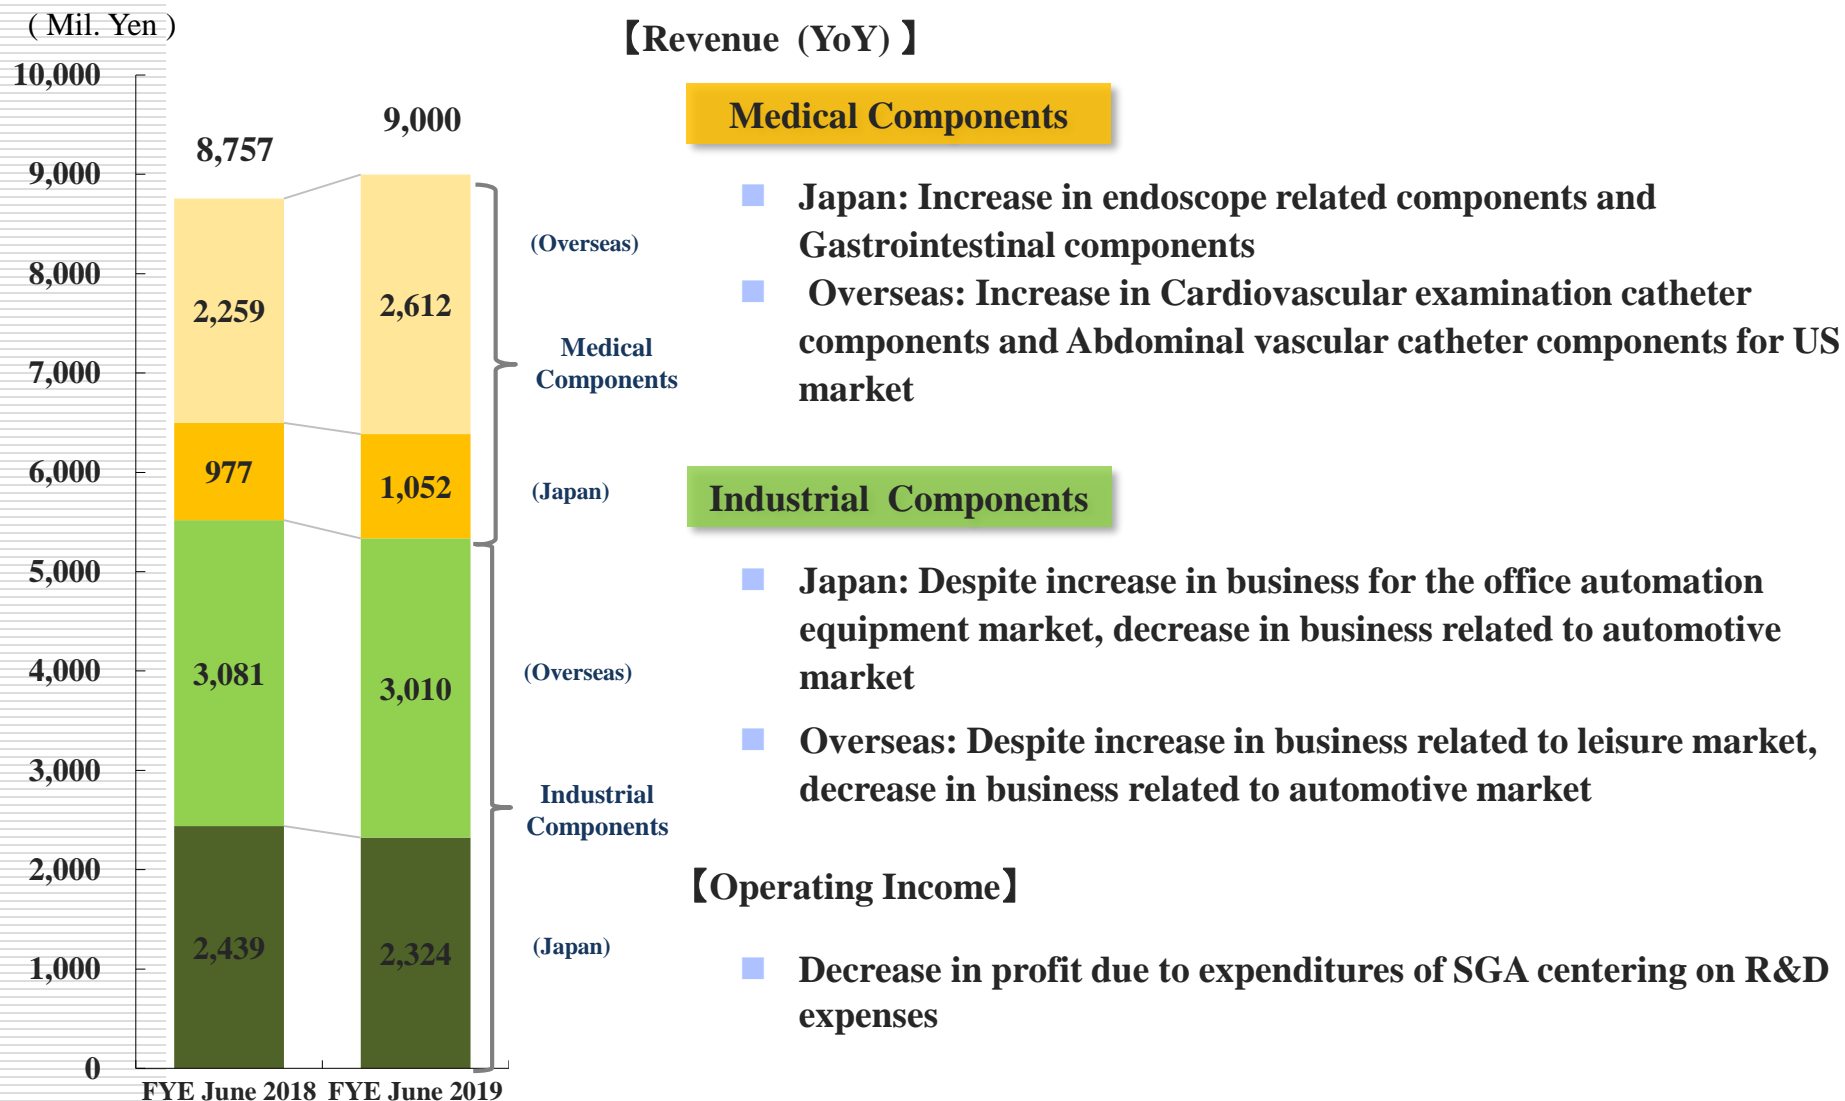 ( Mil. Yen )
10,000
9,000
8,000
7,000
6,000
5,000
4,000
3,000
2,000
1,000
0
8,757
9,000
2,259
2,612
977
1,052
3,081
3,010
2,439
2,324
FYE June 2018 FYE June 2019
(Overseas)
Medical
Components
(Japan)
(Overseas)
Industrial
Components
(Japan)
【Revenue (YoY) 】
Medical Components
Japan: Increase in endoscope related components and
Gastrointestinal components
Overseas: Increase in Cardiovascular examination catheter
components and Abdominal vascular catheter components for US
market
Industrial Components
Japan: Despite increase in business for the office automation
equipment market, decrease in business related to automotive
market
Overseas: Despite increase in business related to leisure market,
decrease in business related to automotive market
【Operating Income】
Decrease in profit due to expenditures of SGA centering on R&D
expenses